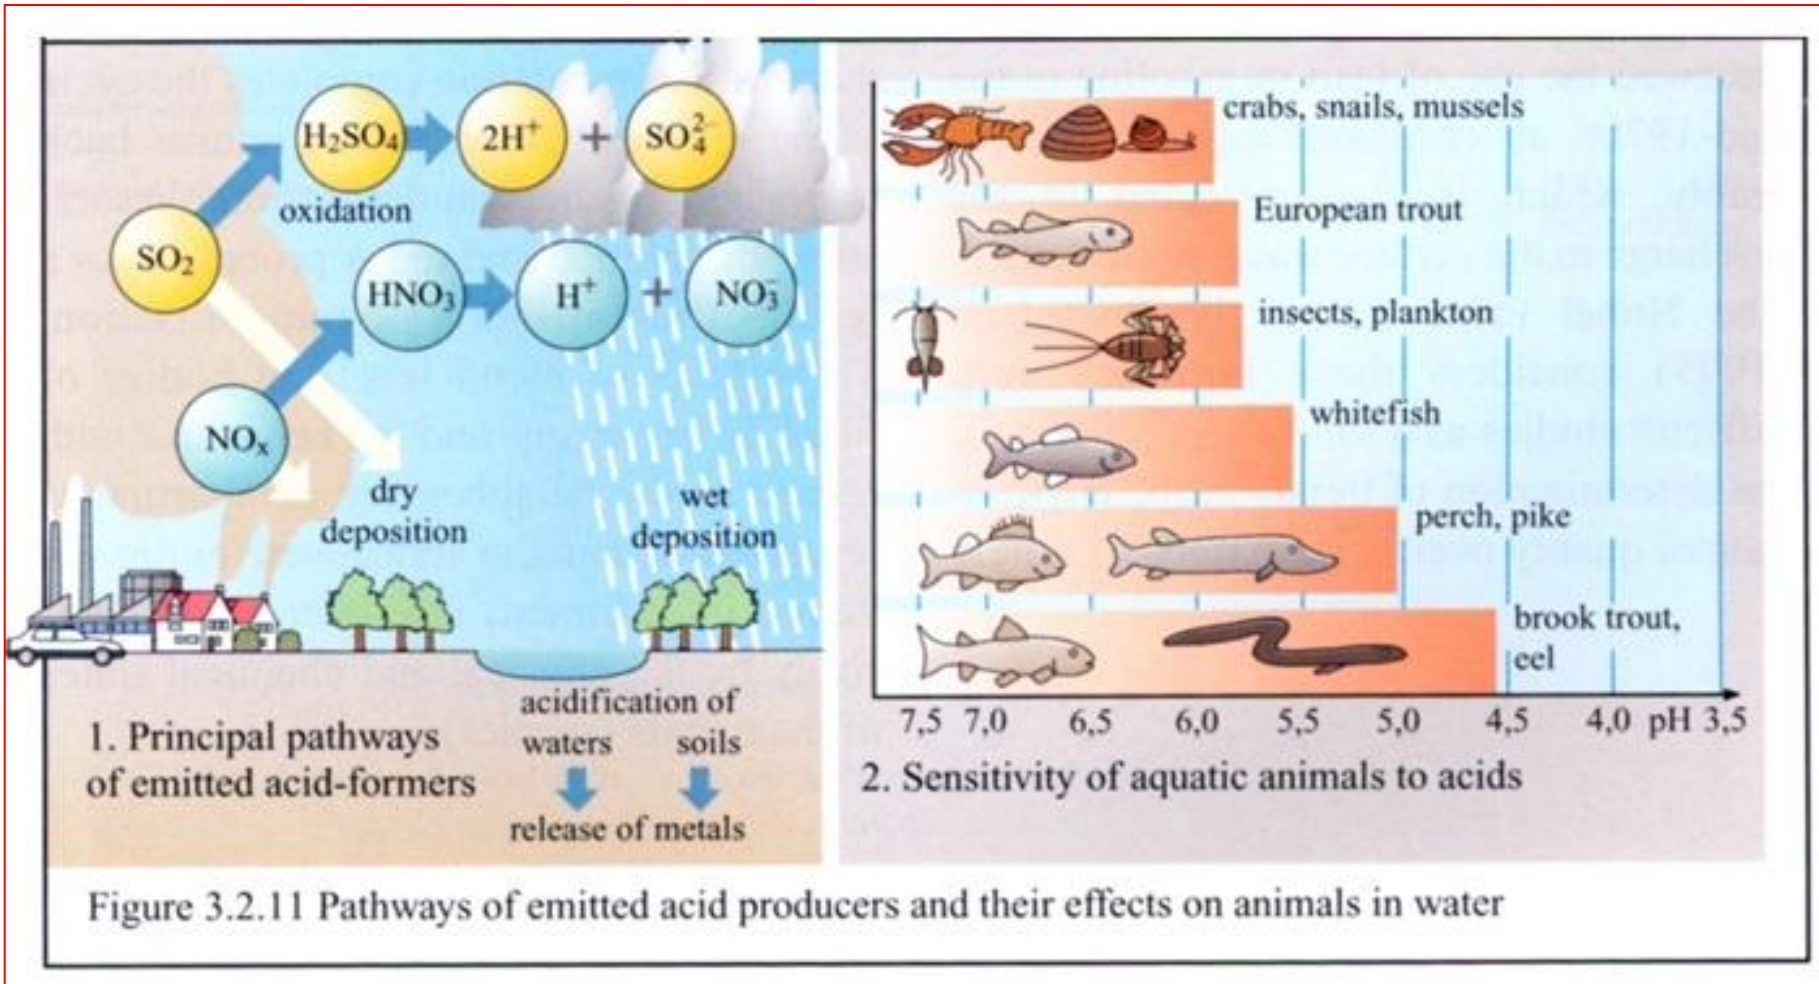 H₂SO₄
2H⁺
+
SO₄²⁻
oxidation
SO₂
HNO₃
H⁺
+
NO₃⁻
NOₓ
dry
deposition
wet
deposition
acidification of
waters soils
release of metals
1. Principal pathways
of emitted acid-formers
crabs, snails, mussels
European trout
insects, plankton
whitefish
perch, pike
brook trout,
eel
7,5 7,0 6,5 6,0 5,5 5,0 4,5 4,0 pH 3,5
2. Sensitivity of aquatic animals to acids
Figure 3.2.11 Pathways of emitted acid producers and their effects on animals in water